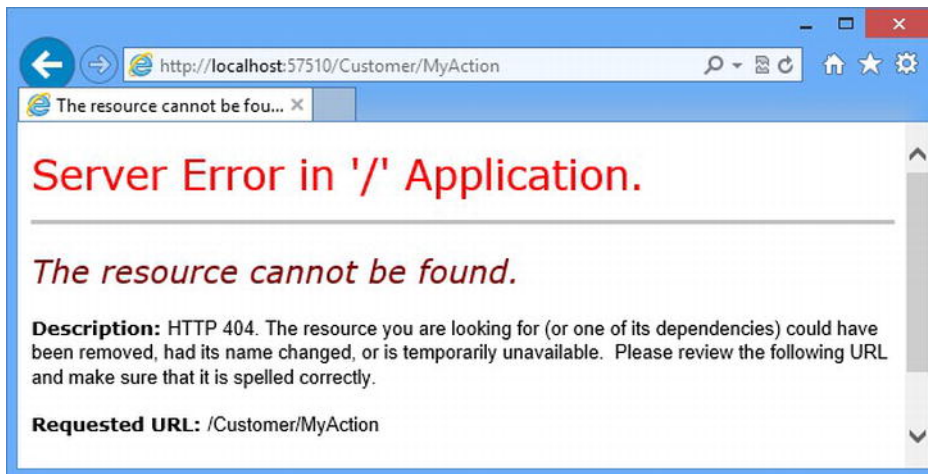 http://localhost:57510/Customer/MyAction
The resource cannot be fou...
Server Error in '/' Application.
The resource cannot be found.
Description: HTTP 404. The resource you are looking for (or one of its dependencies) could have
been removed, had its name changed, or is temporarily unavailable.  Please review the following URL
and make sure that it is spelled correctly.
Requested URL: /Customer/MyAction